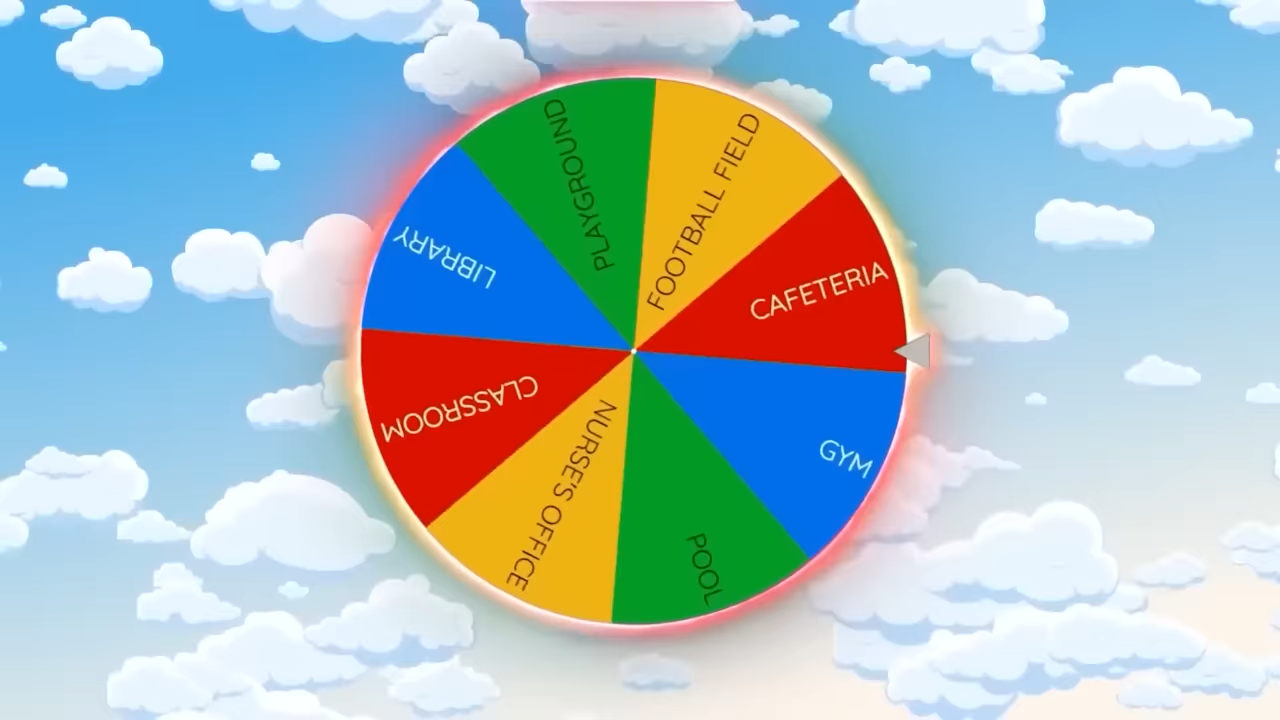 PLAYGROUND
FOOTBALL FIELD
CAFETERIA
GYM
POOL
NURSE'S OFFICE
CLASSROOM
LIBRARY